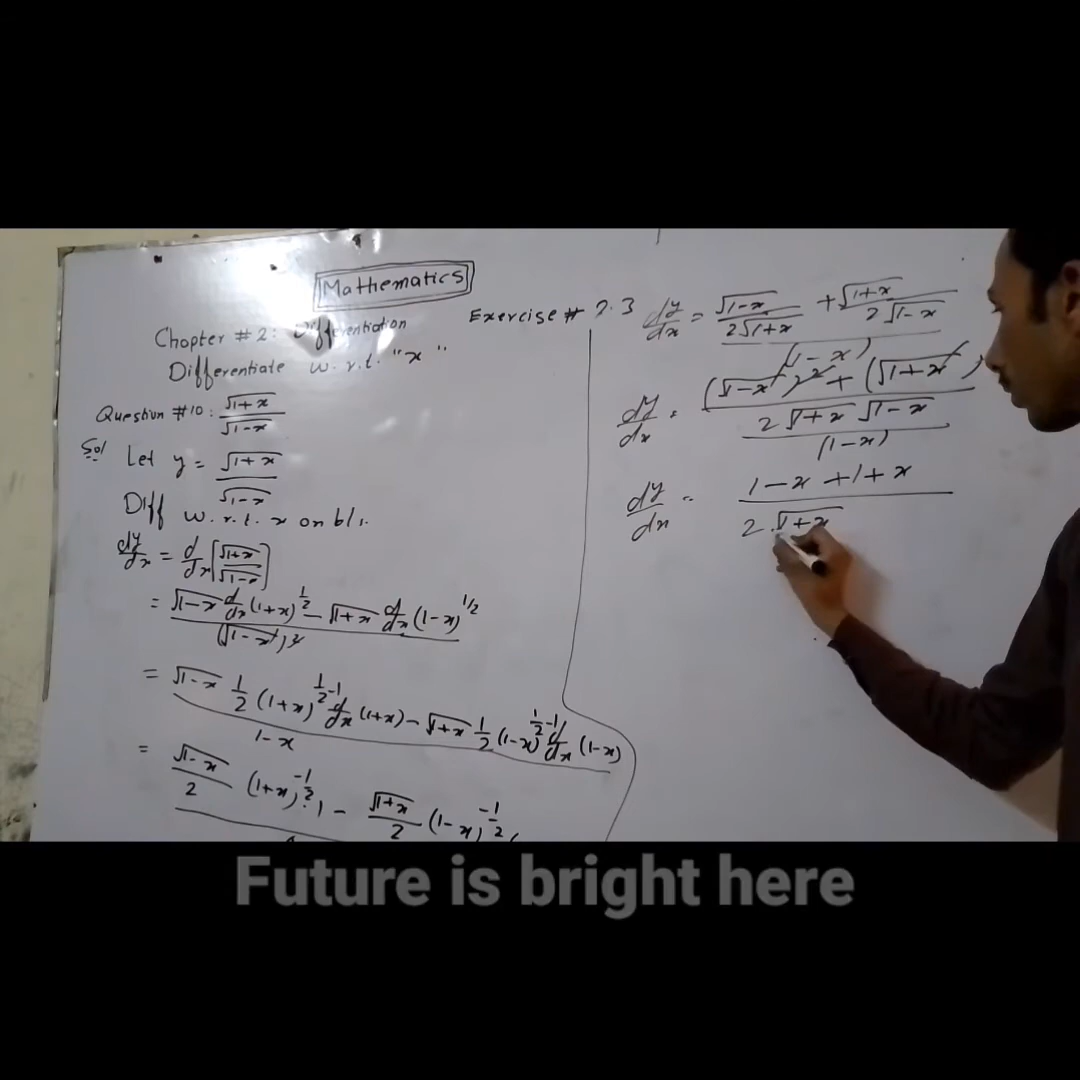 Mathematics
Chapter # 2: Differentiation
Exercise # 2.3
Differentiate w.r.t. "x"
Question #10: √(1+x) / √(1-x)
Sol
Let y = √(1+x) / √(1-x)
Diff w.r.t. x on b/s.
dy/dx = d/dx [√(1+x) / √(1-x)]
= (√(1-x) d/dx (1+x)^(1/2) - √(1+x) d/dx (1-x)^(1/2)) / (√(1-x))²
= (√(1-x) 1/2 (1+x)^(1/2-1) d/dx (1+x) - √(1+x) 1/2 (1-x)^(1/2-1) d/dx (1-x)) / (1-x)
= √(1-x)/2 (1+x)^(-1/2) . 1 - √(1+x)/2 (1-x)^(-1/2) (
dy/dx = (√(1-x) / 2√(1+x) + √(1+x) / 2√(1-x)) / (1-x)
dy/dx = (((√(1-x))² + (√(1+x))) / (2√(1+x) √(1-x))) / (1-x)
dy/dx = (1-x+1+x) / (2.√(1+x)
Future is bright here